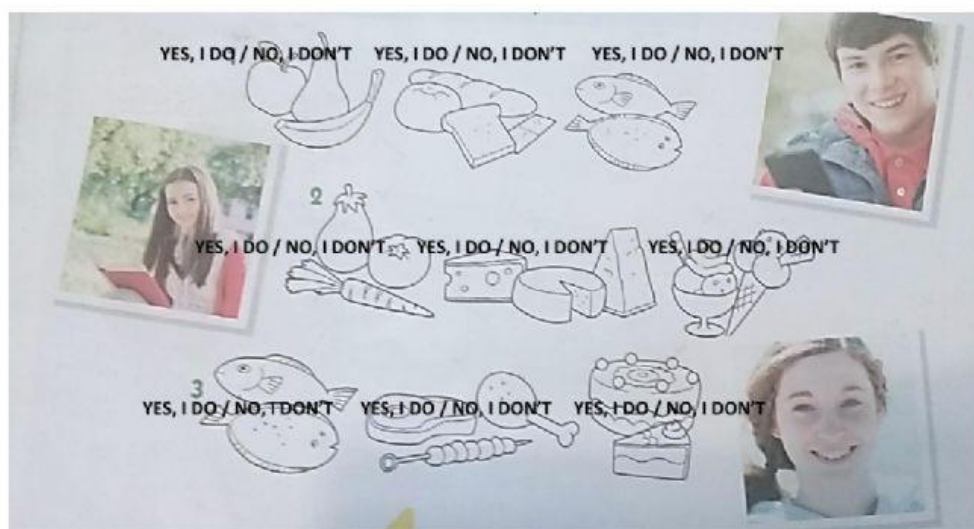 YES, I DO / NO, I DON'T YES, I DO / NO, I DON'T YES, I DO / NO, I DON'T
2
YES, I DO / NO, I DON'T YES, I DO / NO, I DON'T YES, I DO / NO, I DON'T
3
YES, I DO / NO, I DON'T YES, I DO / NO, I DON'T YES, I DO / NO, I DON'T